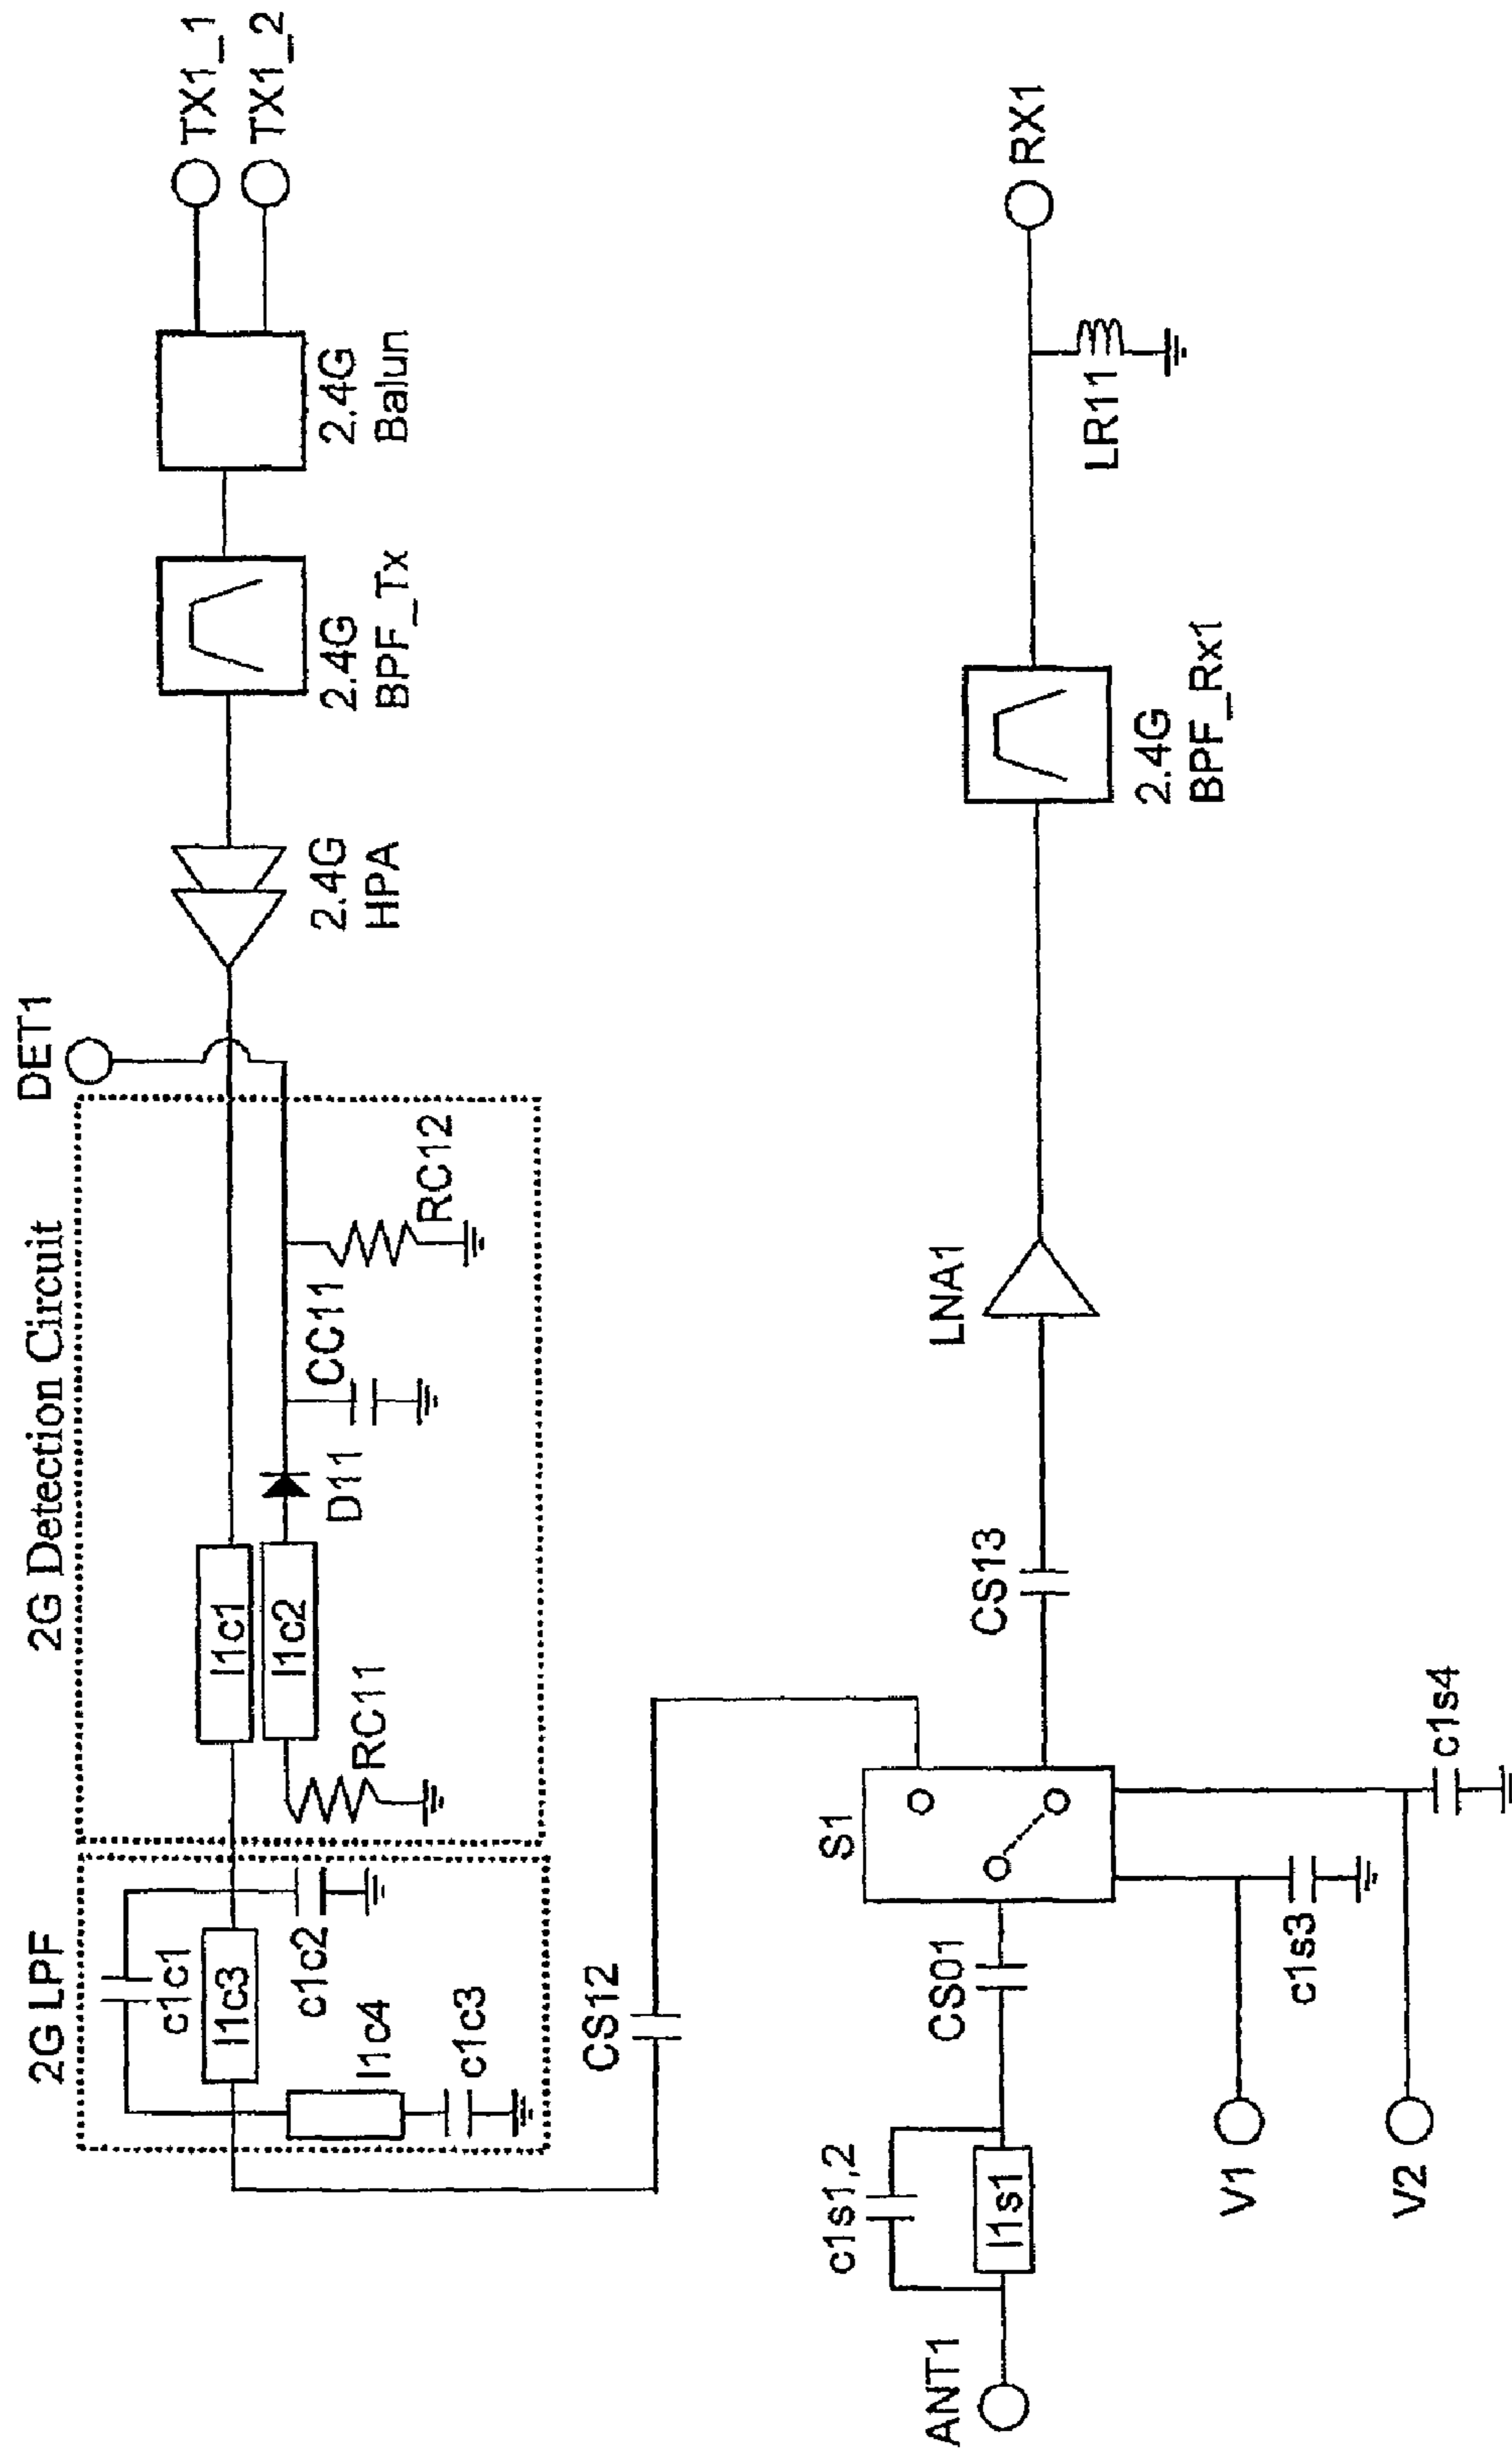 2G LPF
2G Detection Circuit
DET1
c1c1
l1c3
c1c2
l1c4
c1c3
l1c1
l1c2
RC11
D11
CC11
RC12
2.4G
HPA
2.4G
BPF_Tx
2.4G
Balun
TX1_1
TX1_2
CS12
ANT1
c1s1,2
l1s1
CS01
S1
CS13
LNA1
2.4G
BPF_Rx1
LR11
RX1
V1
c1s3
V2
c1s4